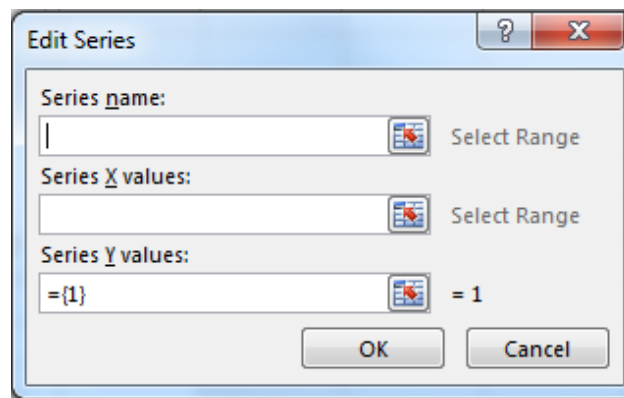 Edit Series
?
X
Series name:
Select Range
Series X values:
Select Range
Series Y values:
={1}
= 1
OK
Cancel